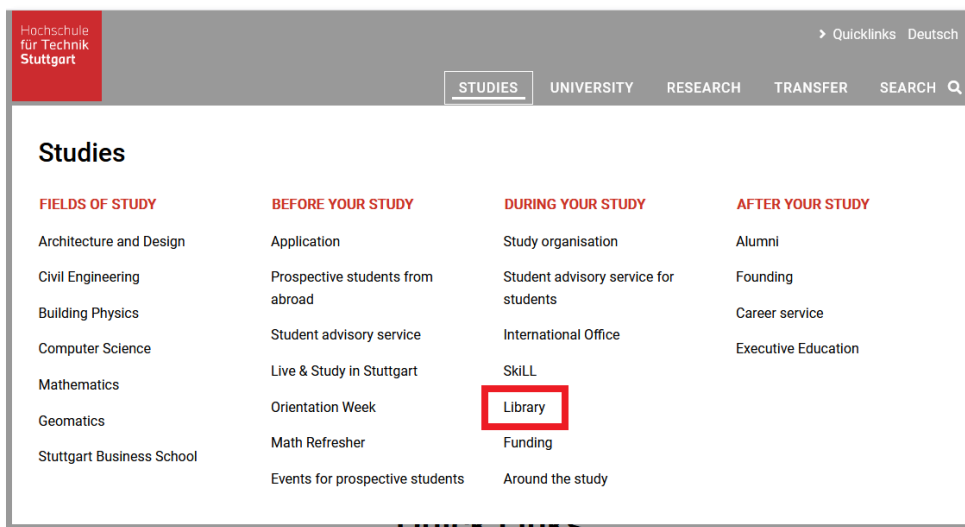 Hochschule
für Technik
Stuttgart
Quicklinks Deutsch
STUDIES UNIVERSITY RESEARCH TRANSFER SEARCH
Studies
FIELDS OF STUDY
Architecture and Design
Civil Engineering
Building Physics
Computer Science
Mathematics
Geomatics
Stuttgart Business School
BEFORE YOUR STUDY
Application
Prospective students from
abroad
Student advisory service
Live & Study in Stuttgart
Orientation Week
Math Refresher
Events for prospective students
DURING YOUR STUDY
Study organisation
Student advisory service for
students
International Office
SkiLL
Library
Funding
Around the study
AFTER YOUR STUDY
Alumni
Founding
Career service
Executive Education